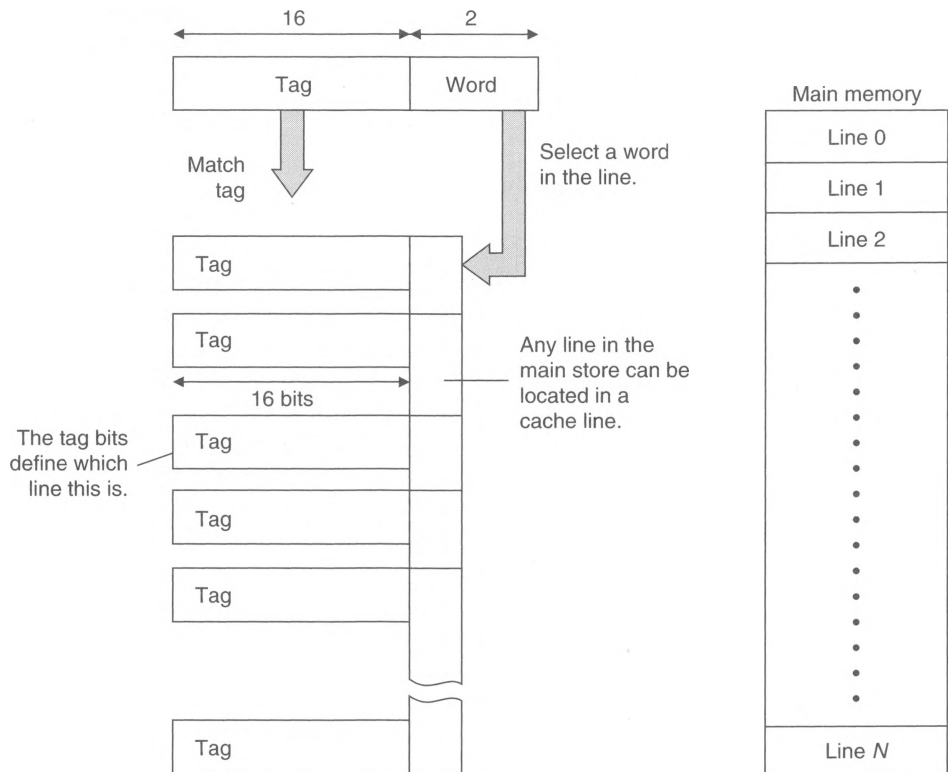 16
2
Tag
Word
Match
tag
Select a word
in the line.
Main memory
Line 0
Line 1
Line 2
Tag
Tag
16 bits
Any line in the
main store can be
located in a
cache line.
The tag bits
define which
line this is.
Tag
Tag
Tag
Tag
Line N